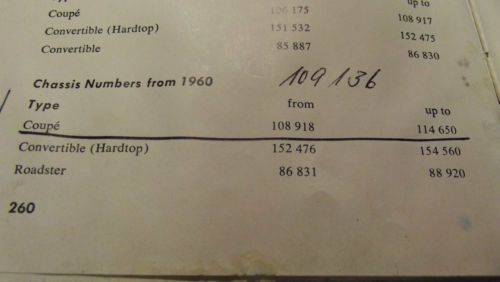 up to
Coupé 106 175 108 917
Convertible (Hardtop) 151 532 152 475
Convertible 85 887 86 830
Chassis Numbers from 1960 109 136
Type from up to
Coupé 108 918 114 650
Convertible (Hardtop) 152 476 154 560
Roadster 86 831 88 920
260